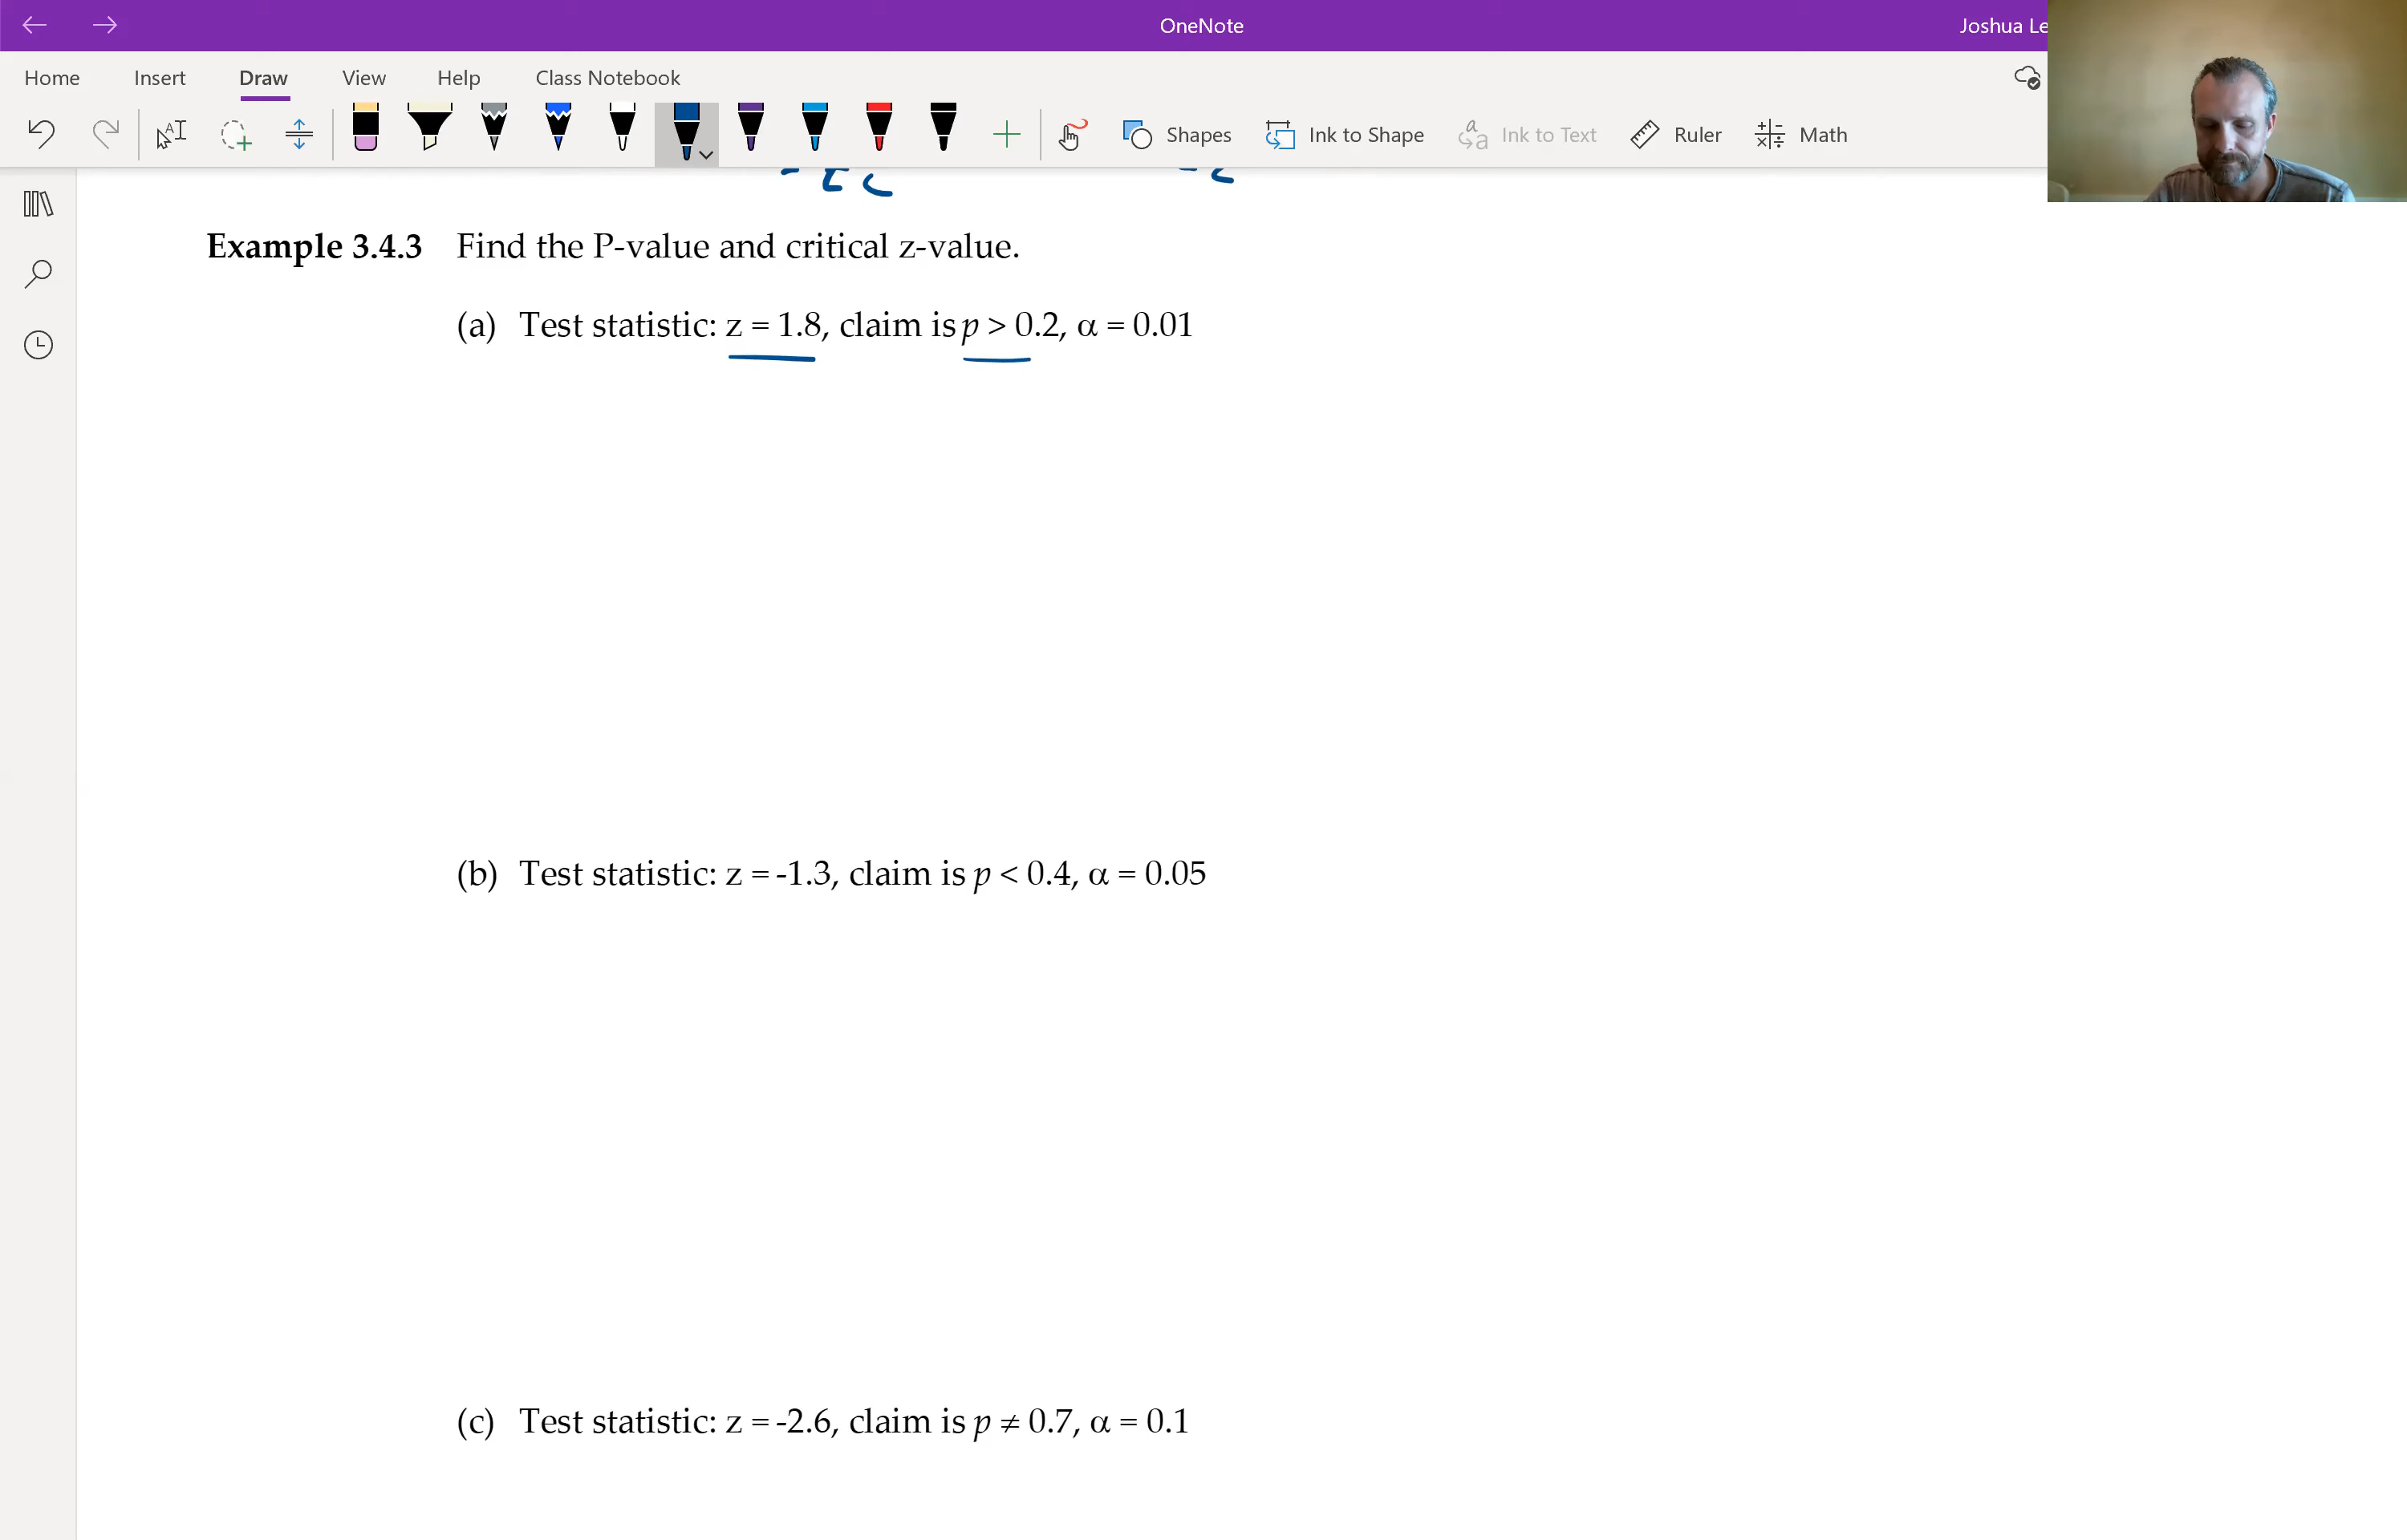 OneNote
Joshua Le
Home Insert Draw View Help Class Notebook
Shapes Ink to Shape Ink to Text Ruler Math
Example 3.4.3 Find the P-value and critical z-value.
(a) Test statistic: z = 1.8, claim is p > 0.2, α = 0.01
(b) Test statistic: z = -1.3, claim is p < 0.4, α = 0.05
(c) Test statistic: z = -2.6, claim is p ≠ 0.7, α = 0.1